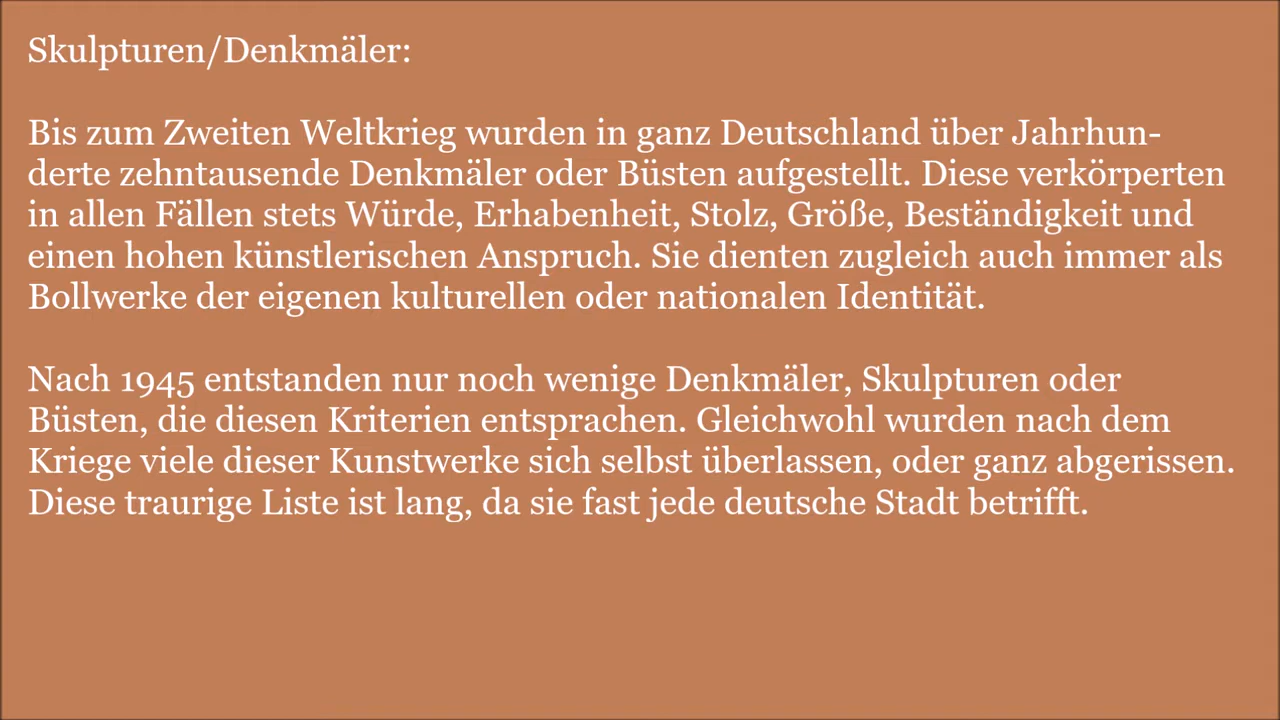 Skulpturen/Denkmäler:
Bis zum Zweiten Weltkrieg wurden in ganz Deutschland über Jahrhun-
derte zehntausende Denkmäler oder Büsten aufgestellt. Diese verkörperten
in allen Fällen stets Würde, Erhabenheit, Stolz, Größe, Beständigkeit und
einen hohen künstlerischen Anspruch. Sie dienten zugleich auch immer als
Bollwerke der eigenen kulturellen oder nationalen Identität.
Nach 1945 entstanden nur noch wenige Denkmäler, Skulpturen oder
Büsten, die diesen Kriterien entsprachen. Gleichwohl wurden nach dem
Kriege viele dieser Kunstwerke sich selbst überlassen, oder ganz abgerissen.
Diese traurige Liste ist lang, da sie fast jede deutsche Stadt betrifft.